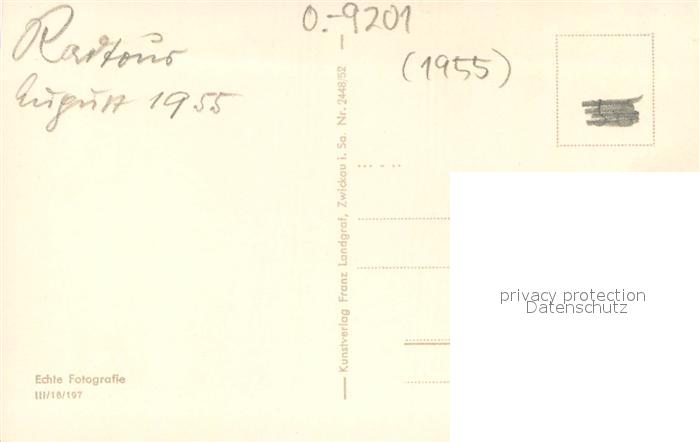 Radtour
August 1955
O.-9201
(1955)
Kunstverlag Franz Landgraf, Zwickau i. Sa. Nr. 2448/52
privacy protection
Datenschutz
Echte Fotografie
III/18/197